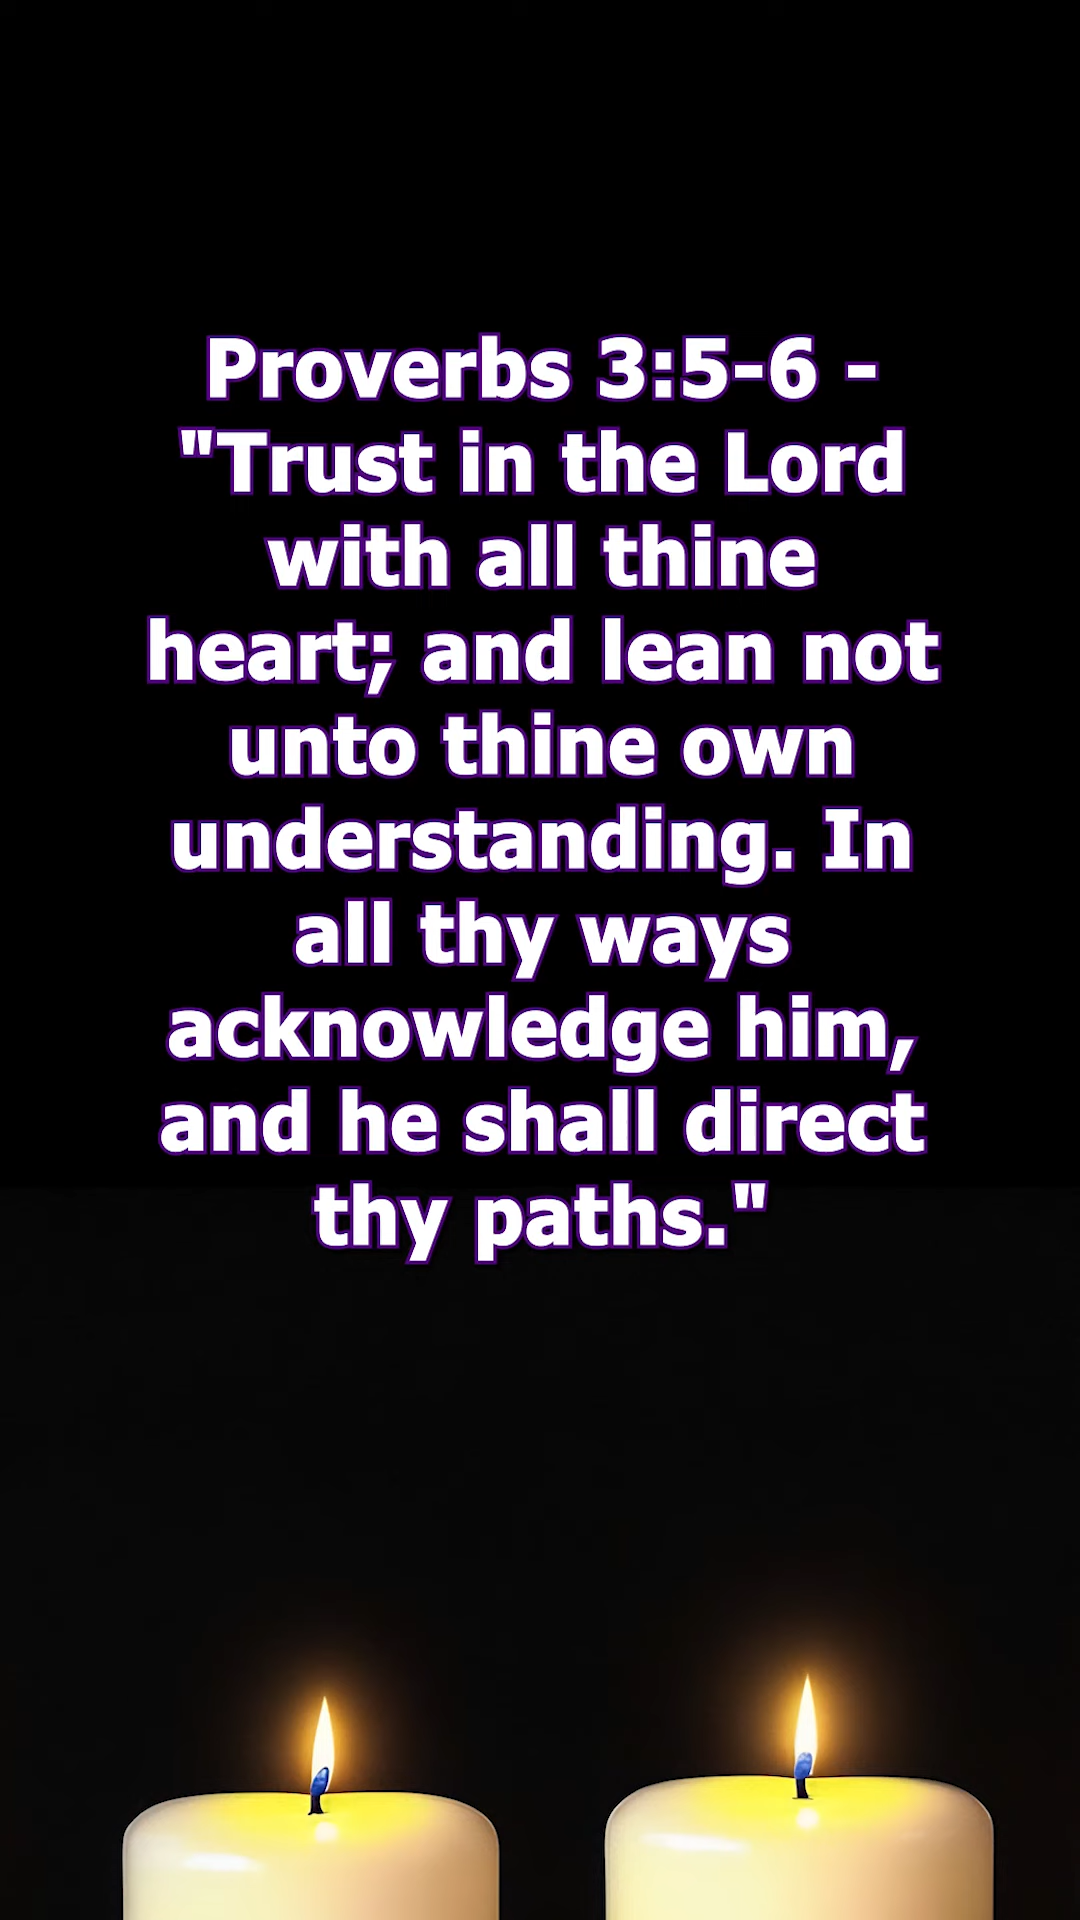 Proverbs 3:5-6 -
"Trust in the Lord
with all thine
heart; and lean not
unto thine own
understanding. In
all thy ways
acknowledge him,
and he shall direct
thy paths."